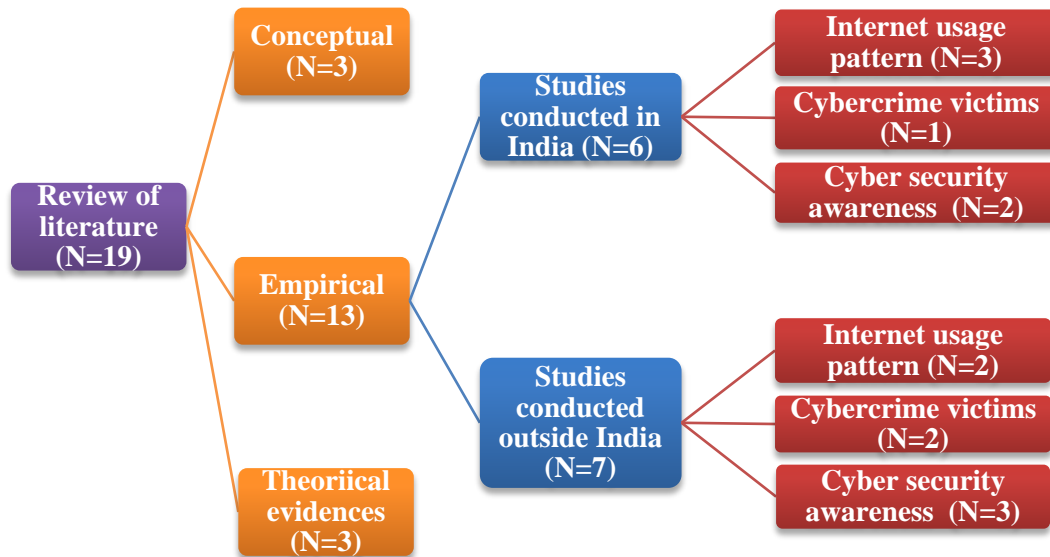 Review of
literature
(N=19)
Conceptual
(N=3)
Empirical
(N=13)
Theoriical
evidences
(N=3)
Studies
conducted in
India (N=6)
Studies
conducted
outside India
(N=7)
Internet usage
pattern (N=3)
Cybercrime victims
(N=1)
Cyber security
awareness (N=2)
Internet usage
pattern (N=2)
Cybercrime victims
(N=2)
Cyber security
awareness (N=3)